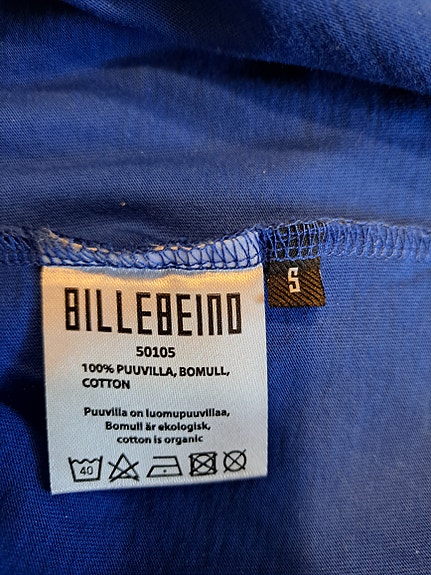 BILLEBEINO
S
50105
100% PUUVILLA, BOMULL,
COTTON
Puuvilla on luomupuuvillaa,
Bomull är ekologisk,
cotton is organic
40